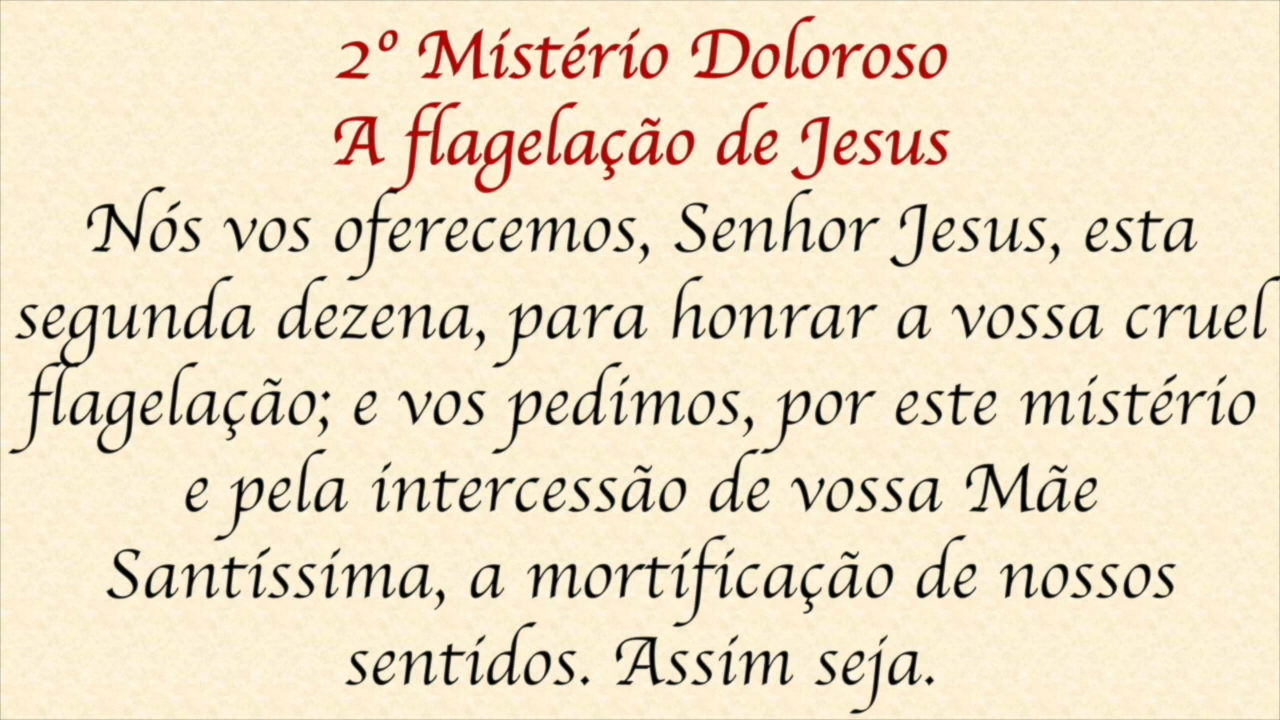 2º Mistério Doloroso
A flagelação de Jesus
Nós vos oferecemos, Senhor Jesus, esta
segunda dezena, para honrar a vossa cruel
flagelação; e vos pedimos, por este mistério
e pela intercessão de vossa Mãe
Santíssima, a mortificação de nossos
sentidos. Assim seja.